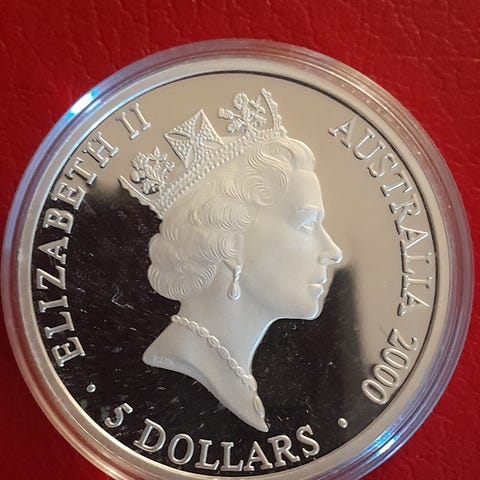 ELIZABETH II
AUSTRALIA 2000
· 5 DOLLARS ·